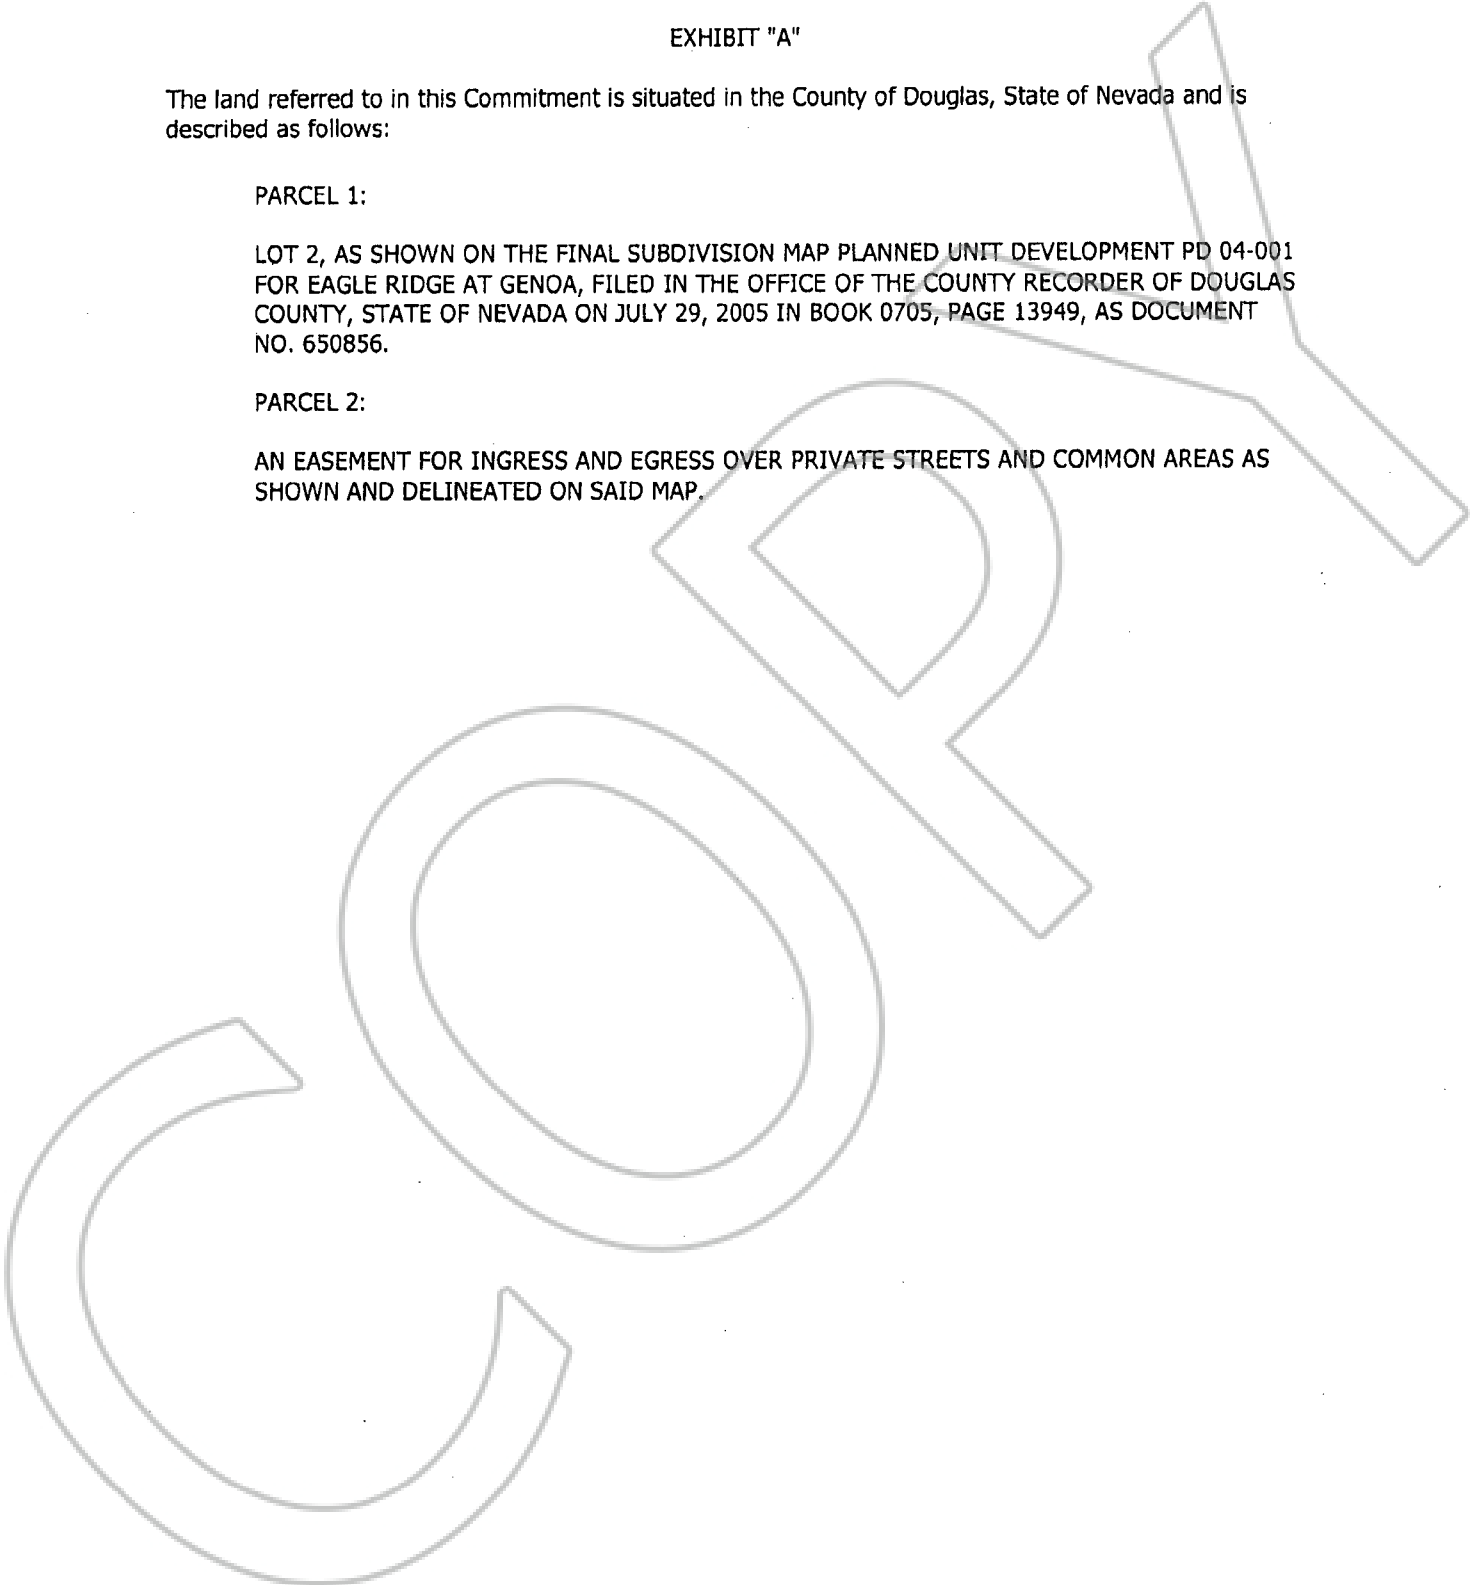 EXHIBIT "A"
The land referred to in this Commitment is situated in the County of Douglas, State of Nevada and is
described as follows:
PARCEL 1:
LOT 2, AS SHOWN ON THE FINAL SUBDIVISION MAP PLANNED UNIT DEVELOPMENT PD 04-001
FOR EAGLE RIDGE AT GENOA, FILED IN THE OFFICE OF THE COUNTY RECORDER OF DOUGLAS
COUNTY, STATE OF NEVADA ON JULY 29, 2005 IN BOOK 0705, PAGE 13949, AS DOCUMENT
NO. 650856.
PARCEL 2:
AN EASEMENT FOR INGRESS AND EGRESS OVER PRIVATE STREETS AND COMMON AREAS AS
SHOWN AND DELINEATED ON SAID MAP.
COPY